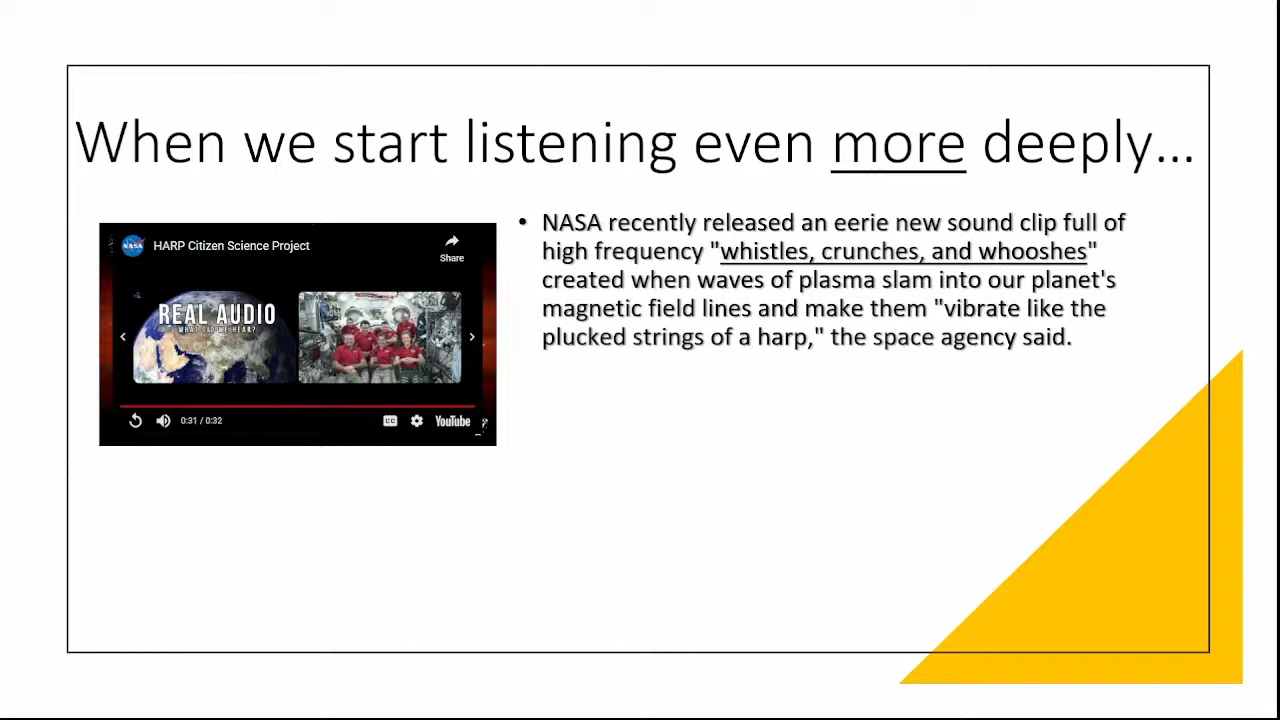 When we start listening even more deeply...
NASA
HARP Citizen Science Project
Share
REAL AUDIO
WHAT DID WE HEAR?
0:31 / 0:32
CC
YouTube
• NASA recently released an eerie new sound clip full of
high frequency "whistles, crunches, and whooshes"
created when waves of plasma slam into our planet's
magnetic field lines and make them "vibrate like the
plucked strings of a harp," the space agency said.